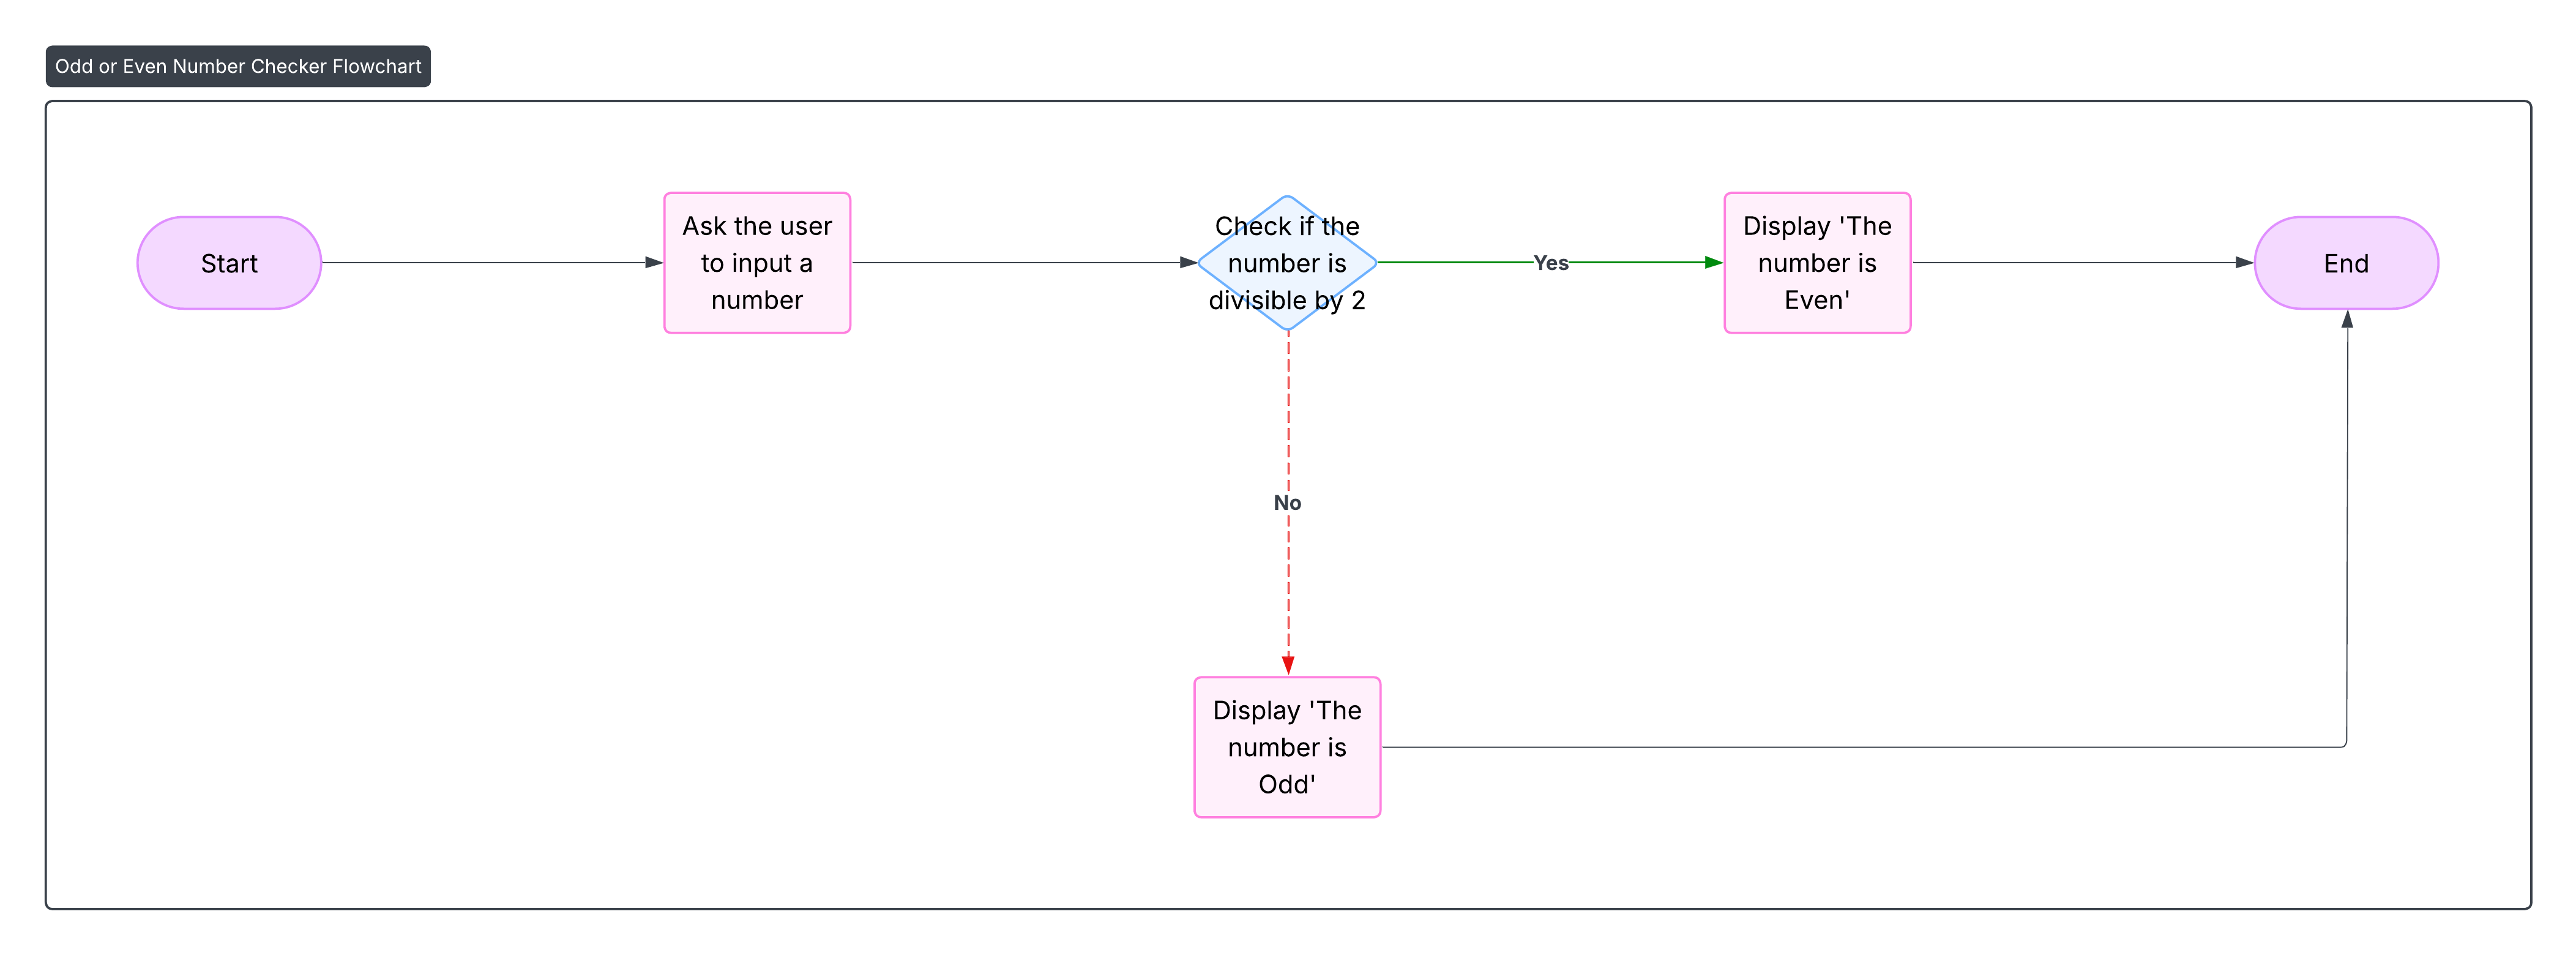 Odd or Even Number Checker Flowchart
Start
Ask the user
to input a
number
Check if the
number is
divisible by 2
Yes
Display 'The
number is
Even'
End
No
Display 'The
number is
Odd'